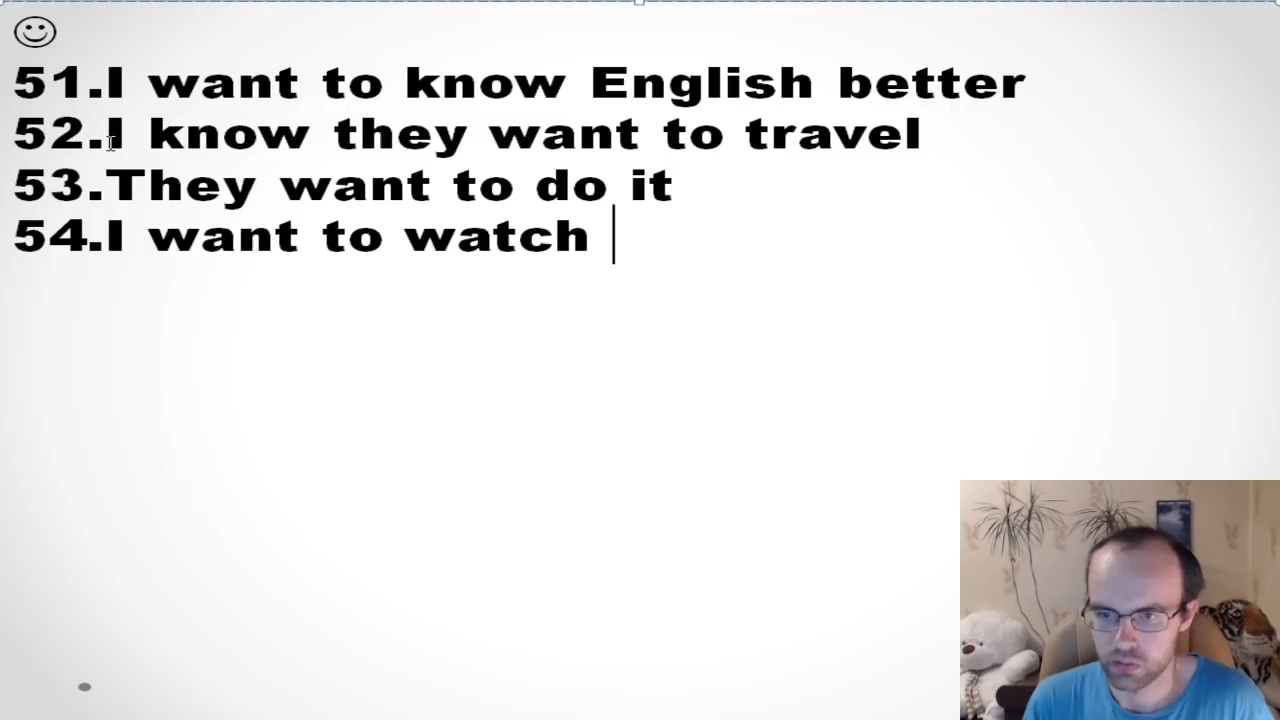 51.I want to know English better
52.I know they want to travel
53.They want to do it
54.I want to watch